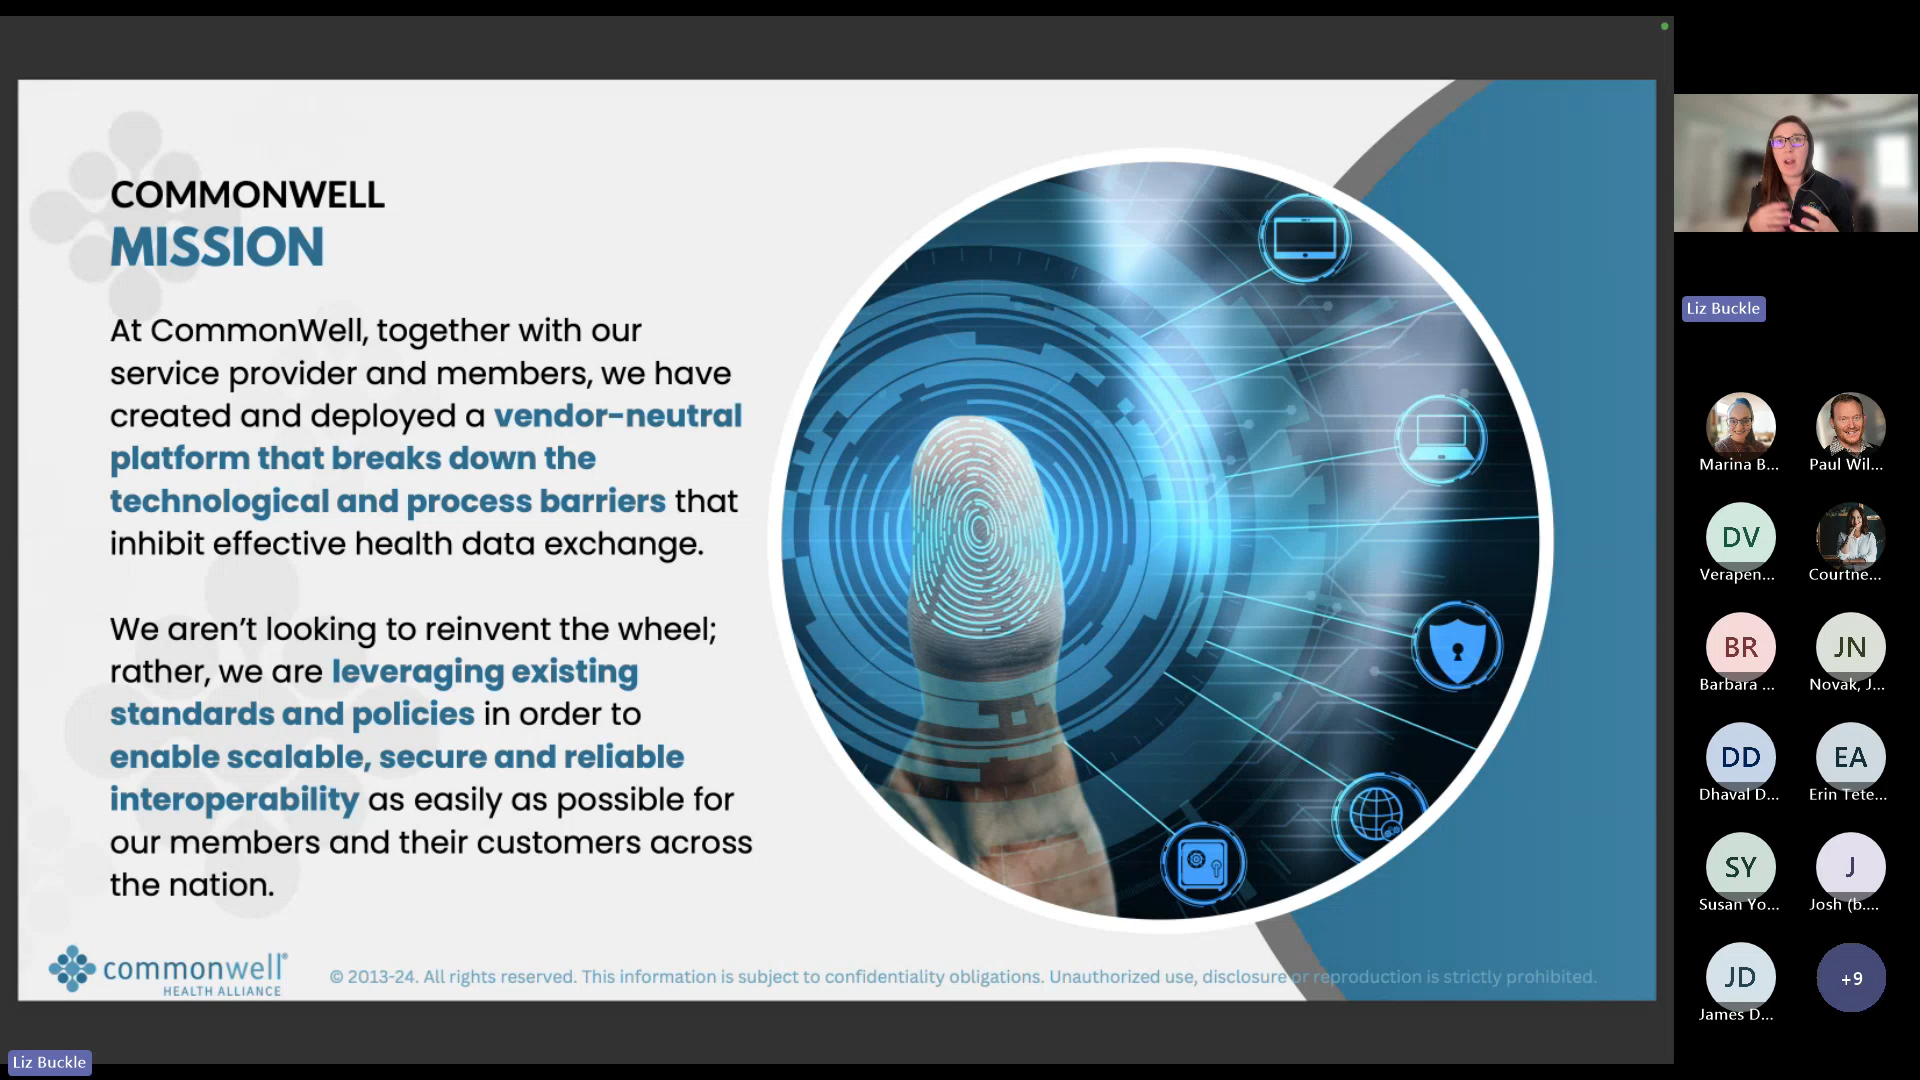 COMMONWELL
MISSION
At CommonWell, together with our
service provider and members, we have
created and deployed a vendor-neutral
platform that breaks down the
technological and process barriers that
inhibit effective health data exchange.
We aren't looking to reinvent the wheel;
rather, we are leveraging existing
standards and policies in order to
enable scalable, secure and reliable
interoperability as easily as possible for
our members and their customers across
the nation.
commonwell®
HEALTH ALLIANCE
© 2013-24. All rights reserved. This information is subject to confidentiality obligations. Unauthorized use, disclosure or reproduction is strictly prohibited.
Liz Buckle
Liz Buckle
Marina B...
Paul Wil...
DV
Verapen...
Courtne...
BR
Barbara ...
JN
Novak, J...
DD
Dhaval D...
EA
Erin Tete...
SY
Susan Yo...
J
Josh (b....
JD
James D...
+9